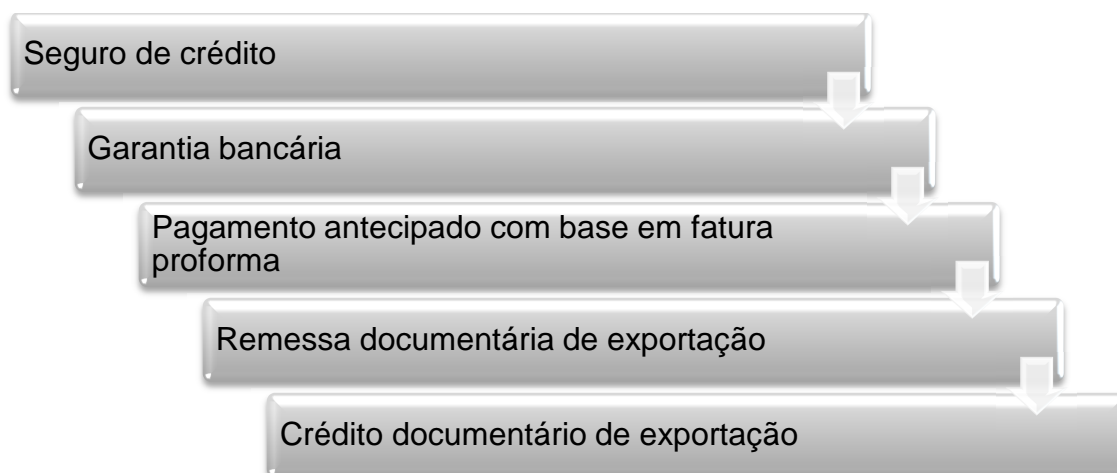 Seguro de crédito
Garantia bancária
Pagamento antecipado com base em fatura
proforma
Remessa documentária de exportação
Crédito documentário de exportação